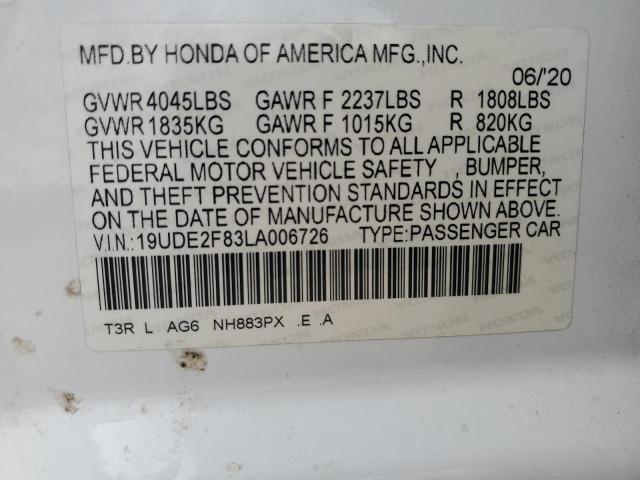 MFD.BY HONDA OF AMERICA MFG.,INC.
06/'20
GVWR 4045LBS GAWR F 2237LBS R 1808LBS
GVWR 1835KG GAWR F 1015KG R 820KG
THIS VEHICLE CONFORMS TO ALL APPLICABLE
FEDERAL MOTOR VEHICLE SAFETY , BUMPER,
AND THEFT PREVENTION STANDARDS IN EFFECT
ON THE DATE OF MANUFACTURE SHOWN ABOVE.
V.I.N.:19UDE2F83LA006726 TYPE:PASSENGER CAR
T3R L AG6 NH883PX .E .A